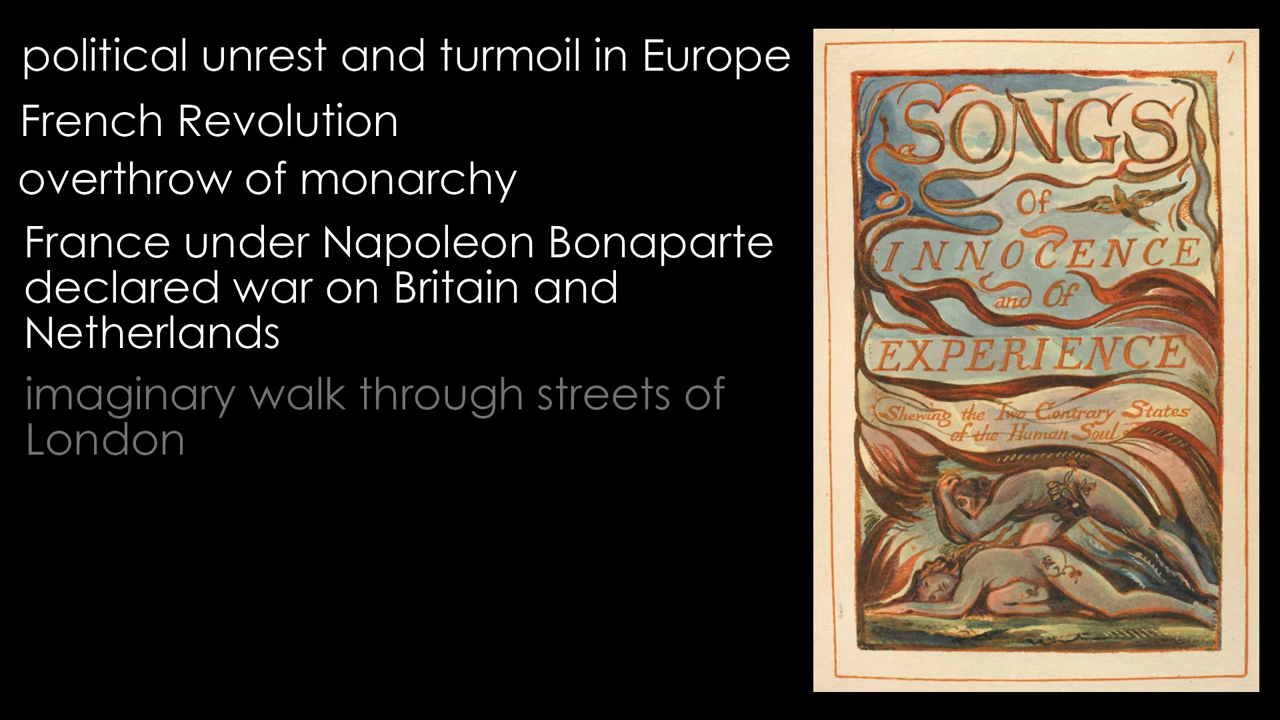 political unrest and turmoil in Europe
French Revolution
overthrow of monarchy
France under Napoleon Bonaparte
declared war on Britain and
Netherlands
imaginary walk through streets of
London
1
SONGS
Of
INNOCENCE
and Of
EXPERIENCE
Shewing the Two Contrary States
of the Human Soul